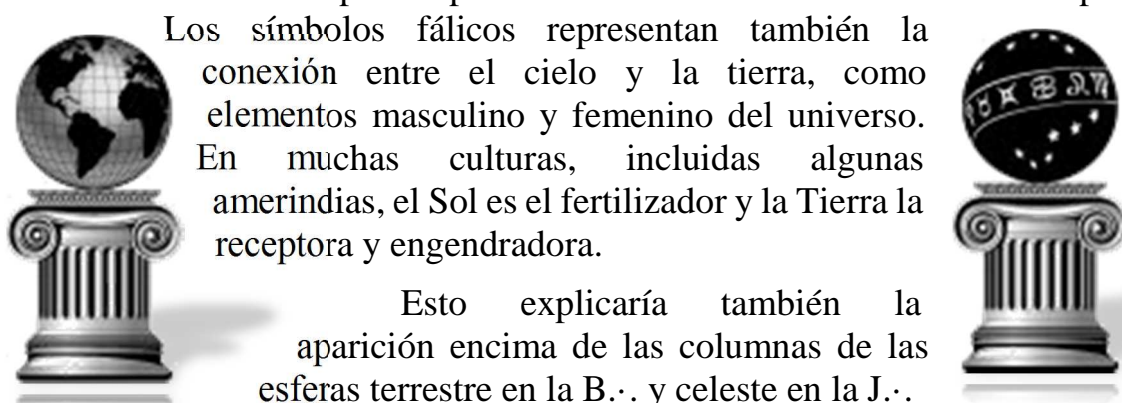 Los símbolos fálicos representan también la
conexión entre el cielo y la tierra, como
elementos masculino y femenino del universo.
En muchas culturas, incluidas algunas
amerindias, el Sol es el fertilizador y la Tierra la
receptora y engendradora.
Esto explicaría también la
aparición encima de las columnas de las
esferas terrestre en la B.·. y celeste en la J.·.